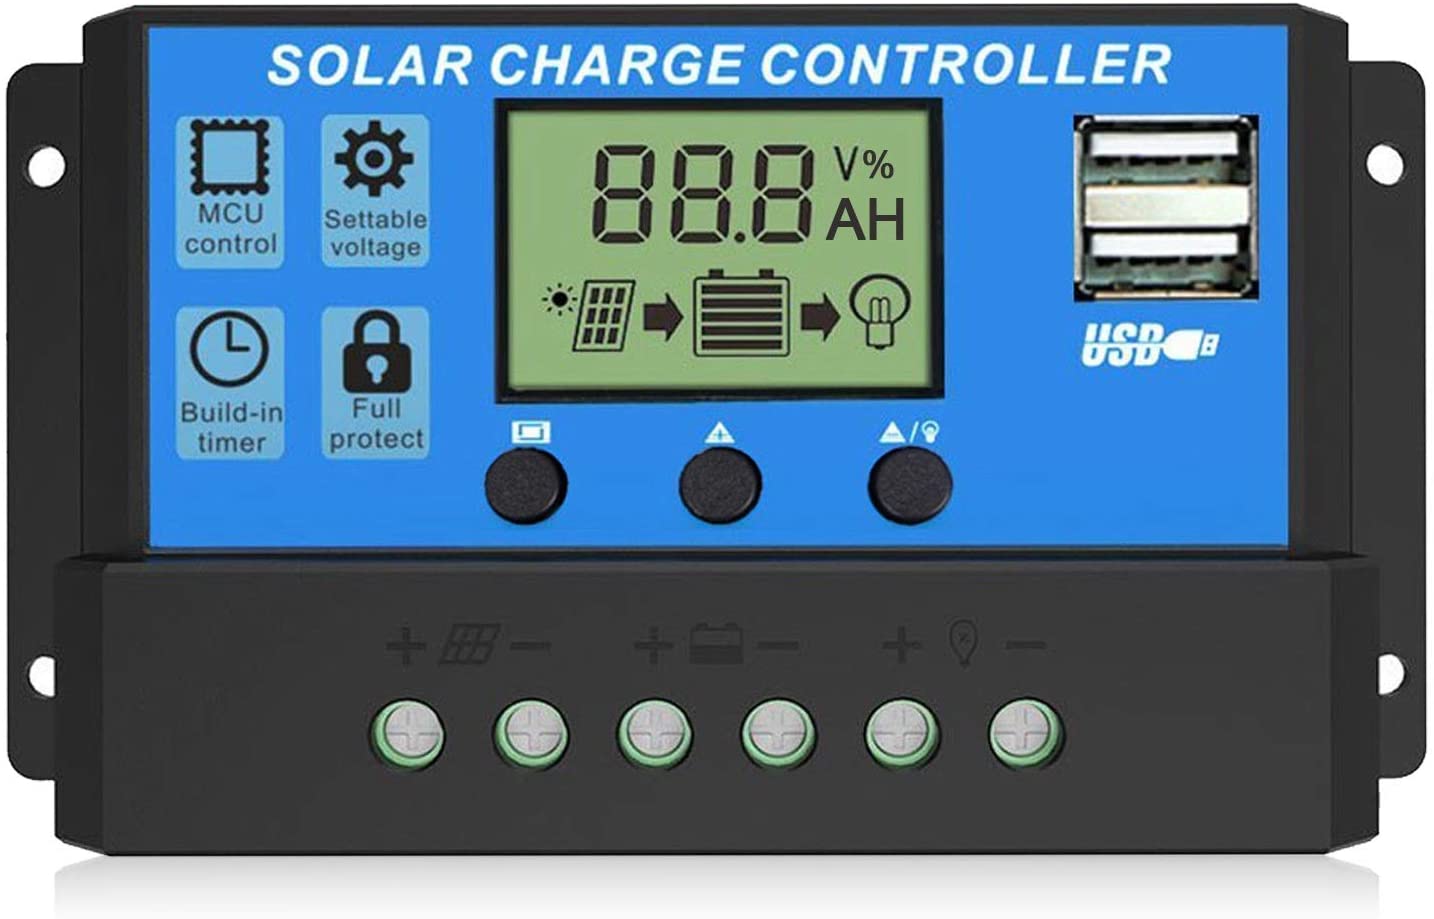 SOLAR CHARGE CONTROLLER
MCU
control
Settable
voltage
Build-in
timer
Full
protect
88.8 V%
AH
USB
+ -
+ -
+ -